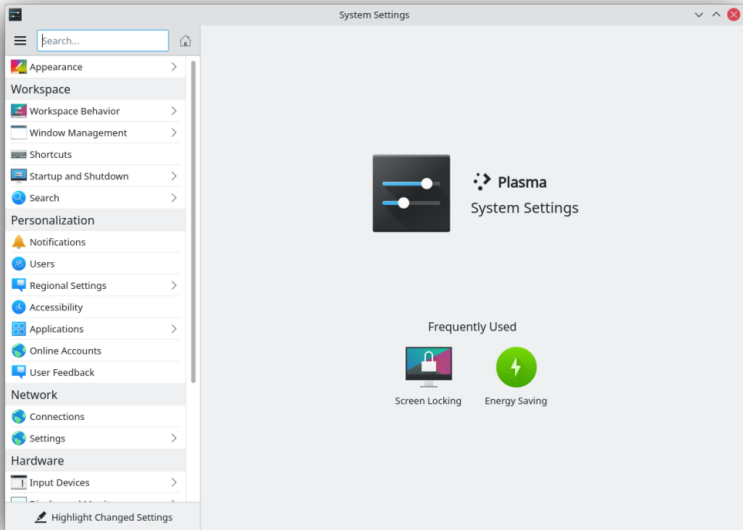 System Settings
Search...
Appearance
Workspace
Workspace Behavior
Window Management
Shortcuts
Startup and Shutdown
Search
Personalization
Notifications
Users
Regional Settings
Accessibility
Applications
Online Accounts
User Feedback
Network
Connections
Settings
Hardware
Input Devices
Highlight Changed Settings
Plasma
System Settings
Frequently Used
Screen Locking
Energy Saving